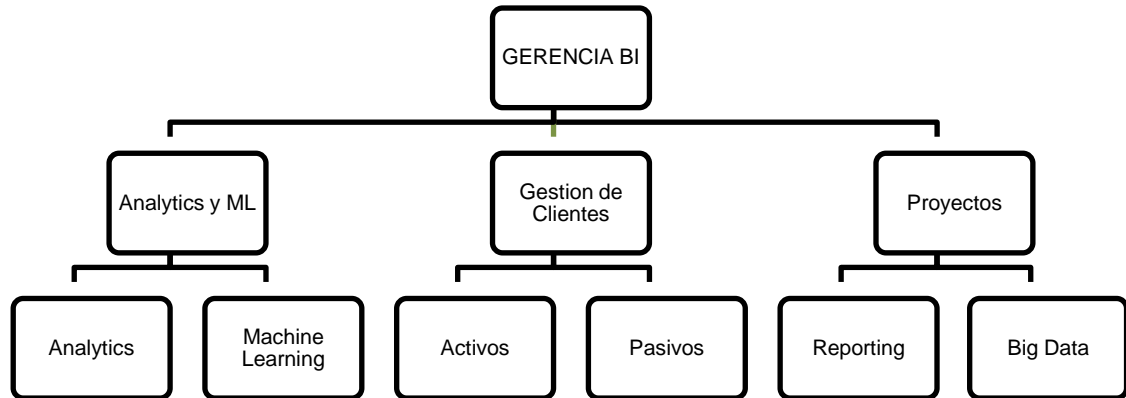 GERENCIA BI
Analytics y ML
Gestion de
Clientes
Proyectos
Analytics
Machine
Learning
Activos
Pasivos
Reporting
Big Data